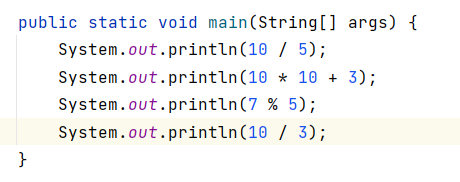 public static void main(String[] args) {
    System.out.println(10 / 5);
    System.out.println(10 * 10 + 3);
    System.out.println(7 % 5);
    System.out.println(10 / 3);
}